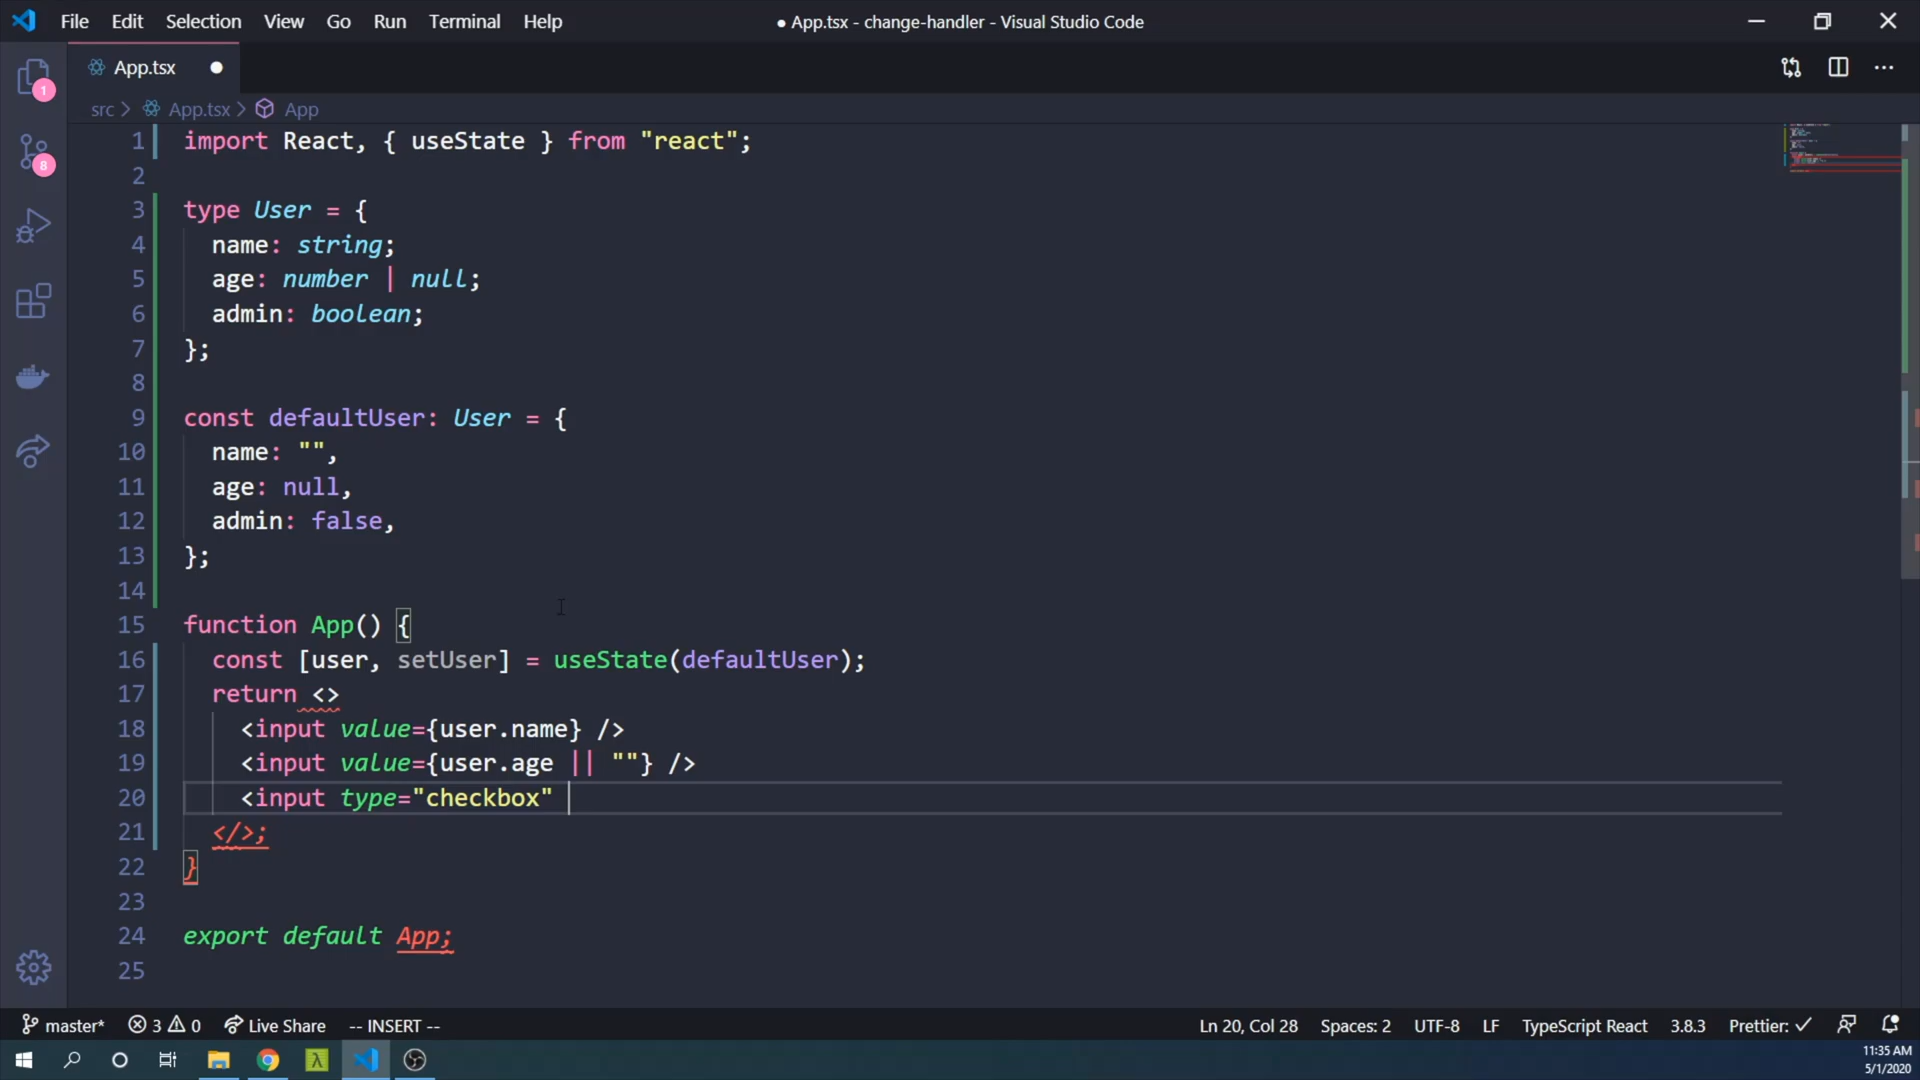 File Edit Selection View Go Run Terminal Help
● App.tsx - change-handler - Visual Studio Code
App.tsx
src > App.tsx > App
1
8
1 import React, { useState } from "react";
2
3 type User = {
4 name: string;
5 age: number | null;
6 admin: boolean;
7 };
8
9 const defaultUser: User = {
10 name: "",
11 age: null,
12 admin: false,
13 };
14
15 function App() {
16 const [user, setUser] = useState(defaultUser);
17 return <>
18 <input value={user.name} />
19 <input value={user.age || ""} />
20 <input type="checkbox"
21 </>;
22 }
23
24 export default App;
25
master* 3 0 Live Share -- INSERT -- Ln 20, Col 28 Spaces: 2 UTF-8 LF TypeScript React 3.8.3 Prettier: ✓
λ
11:35 AM
5/1/2020